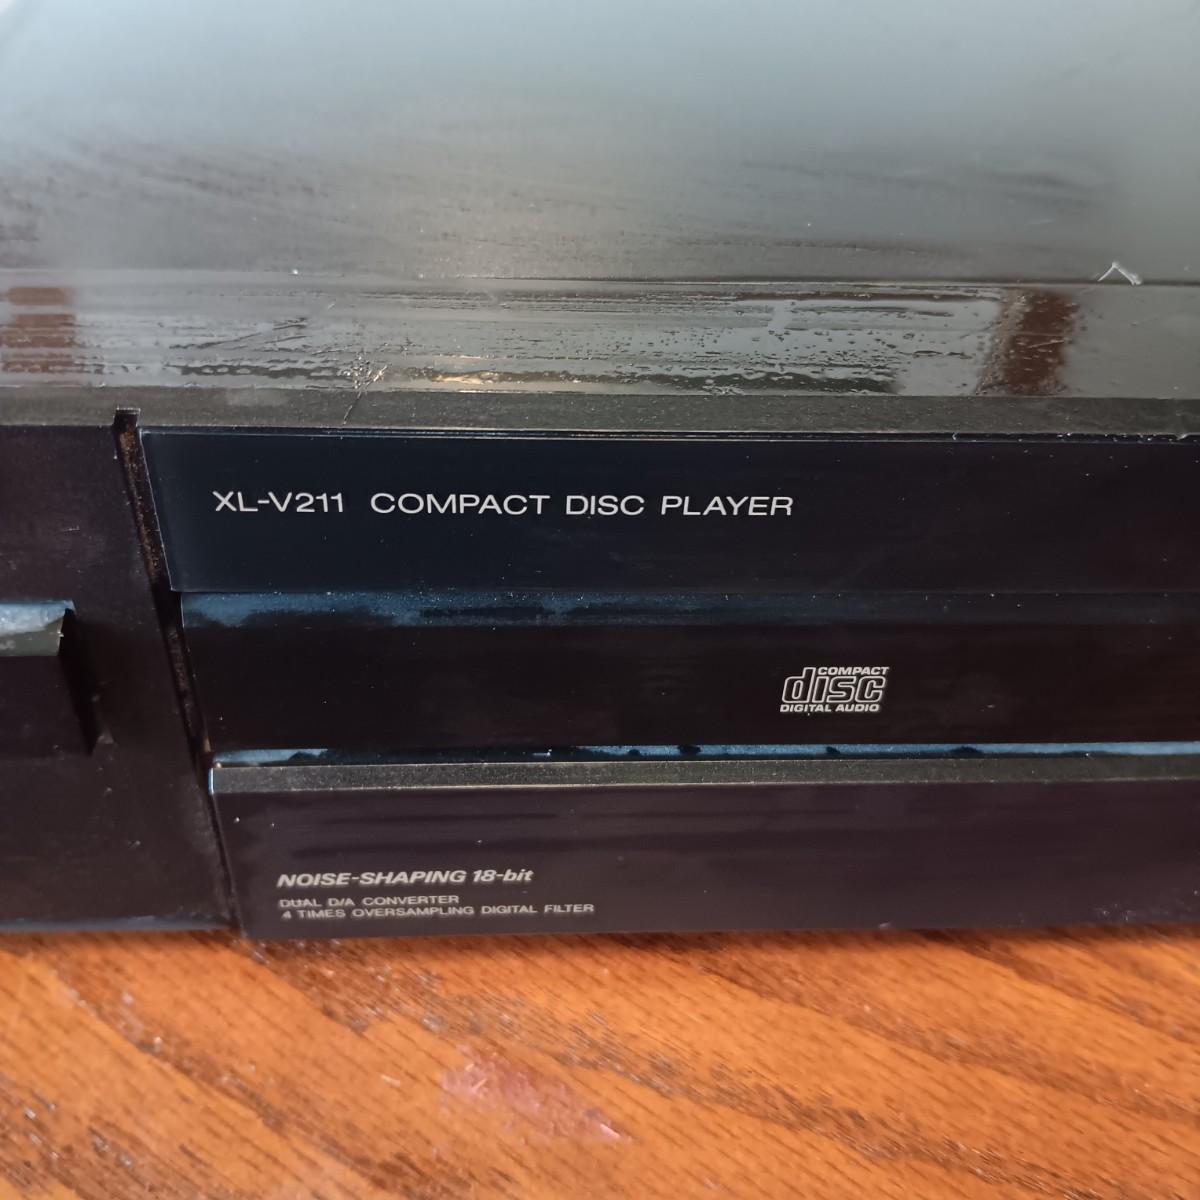 XL-V211 COMPACT DISC PLAYER
COMPACT
disc
DIGITAL AUDIO
NOISE-SHAPING 18-bit
DUAL D/A CONVERTER
4 TIMES OVERSAMPLING DIGITAL FILTER